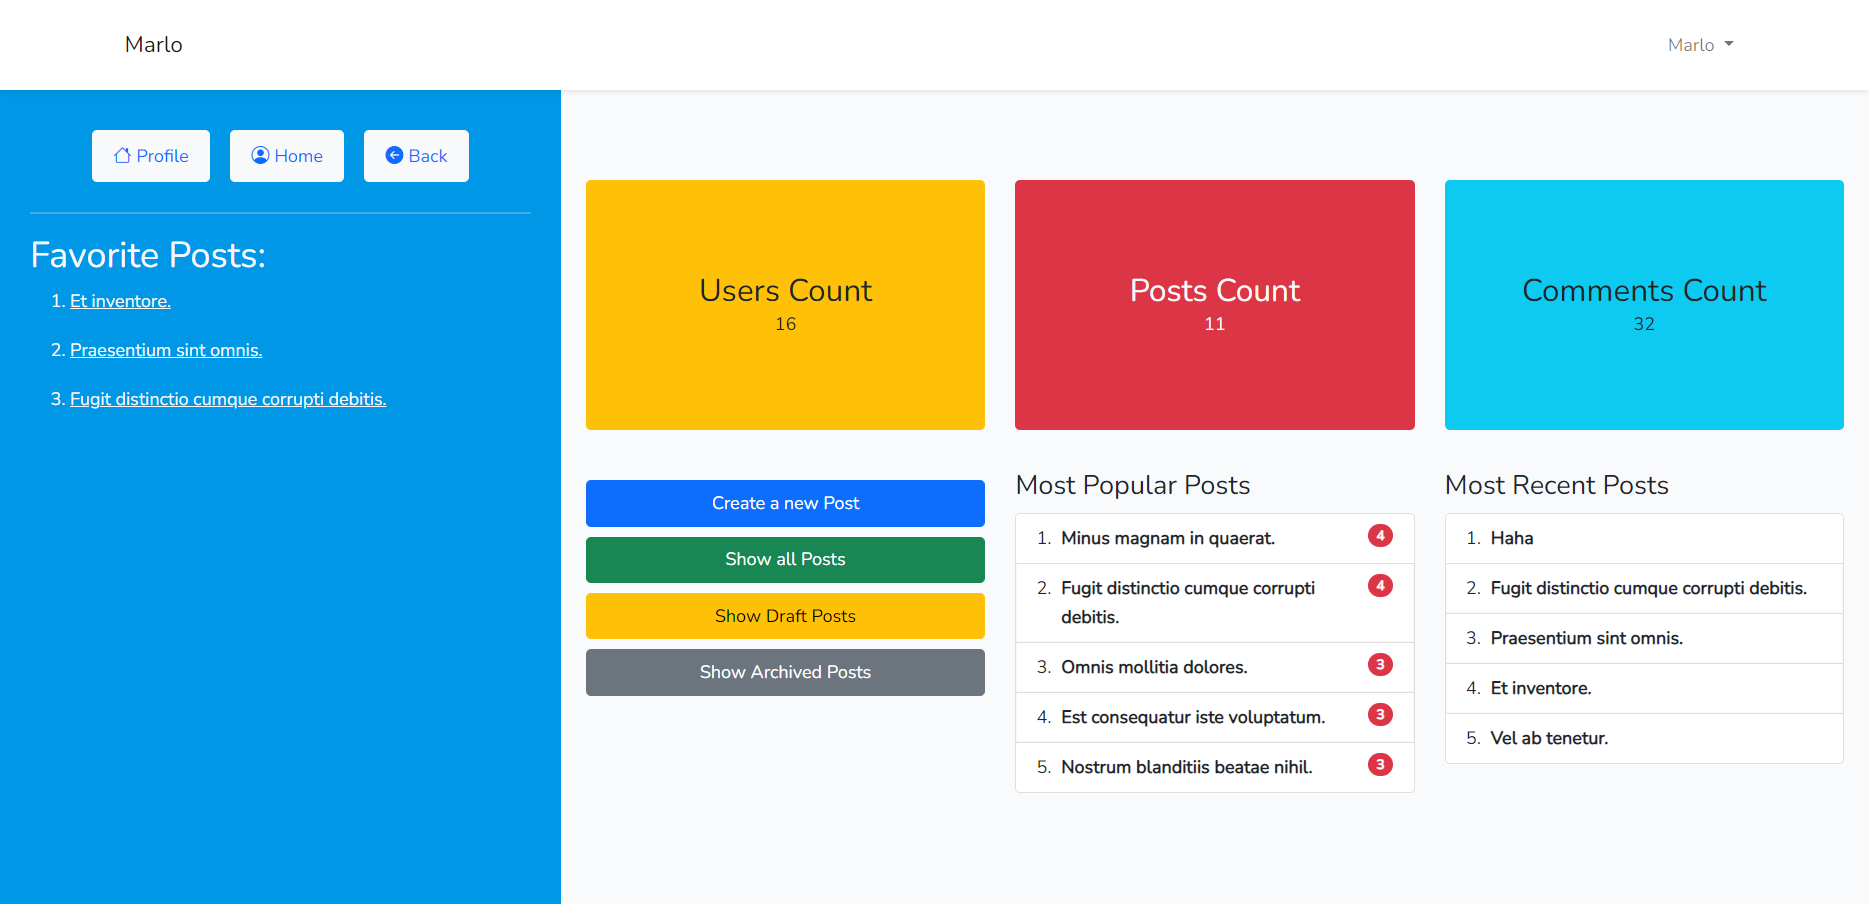 Marlo
Marlo
Profile
Home
Back
Favorite Posts:
1. Et inventore.
2. Praesentium sint omnis.
3. Fugit distinctio cumque corrupti debitis.
Users Count
16
Posts Count
11
Comments Count
32
Create a new Post
Show all Posts
Show Draft Posts
Show Archived Posts
Most Popular Posts
1. Minus magnam in quaerat. 4
2. Fugit distinctio cumque corrupti 4
debitis.
3. Omnis mollitia dolores. 3
4. Est consequatur iste voluptatum. 3
5. Nostrum blanditiis beatae nihil. 3
Most Recent Posts
1. Haha
2. Fugit distinctio cumque corrupti debitis.
3. Praesentium sint omnis.
4. Et inventore.
5. Vel ab tenetur.